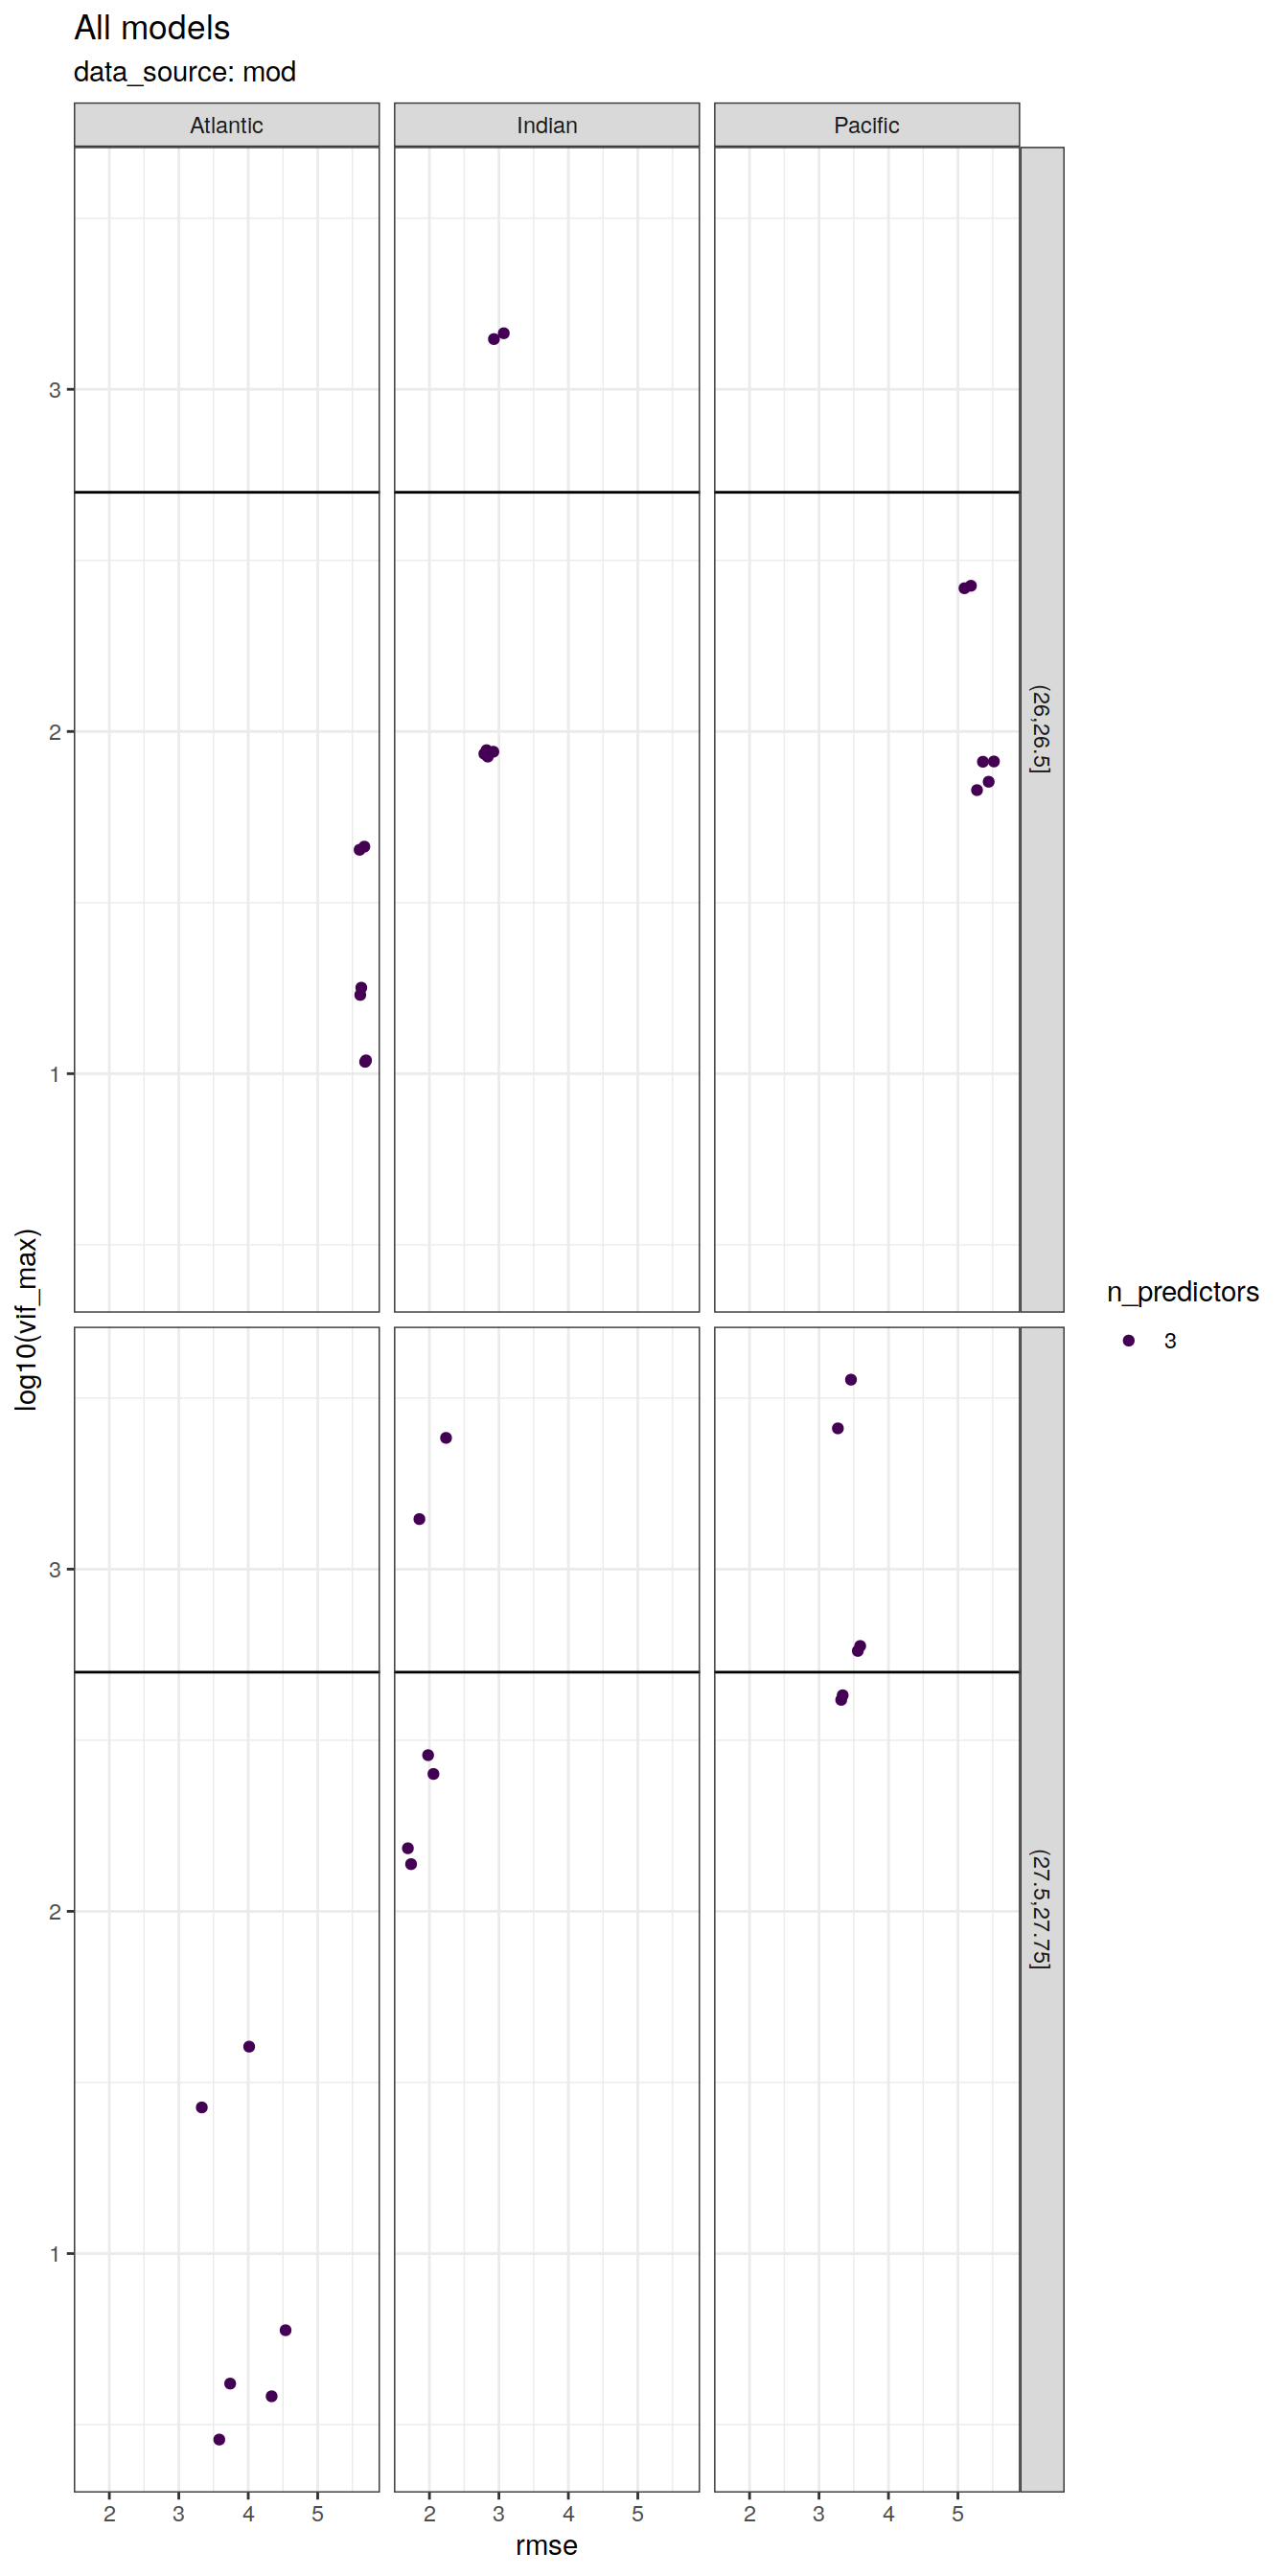 All models
data_source: mod
Atlantic Indian Pacific
3
2
1
(26,26.5]
log10(vif_max)
n_predictors
3
3
2
1
(27.5,27.75]
2 3 4 5 2 3 4 5 2 3 4 5
rmse